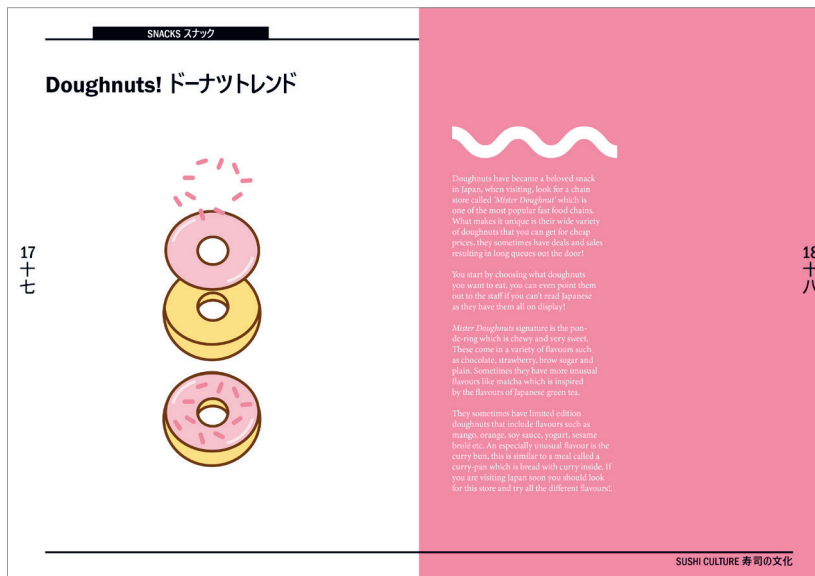 SNACKS スナック
Doughnuts! ドーナツトレンド
17
十
七
Doughnuts have became a beloved snack
in Japan, when visiting, look for a chain
store called 'Mister Doughnut' which is
one of the most popular fast food chains.
What makes it unique is their wide variety
of doughnuts that you can get for cheap
prices, they sometimes have deals and sales
resulting in long queues out the door!
You start by choosing what doughnuts
you want to eat, you can even point them
out to the staff if you can't read Japanese
as they have them all on display!
Mister Doughnuts signature is the pon-
de-ring which is chewy and very sweet.
These come in a variety of flavours such
as chocolate, strawberry, brow sugar and
plain. Sometimes they have more unusual
flavours like matcha which is inspired
by the flavours of Japanese green tea.
They sometimes have limited edition
doughnuts that include flavours such as
mango, orange, soy sauce, yogurt, sesame
brulé etc. An especially unusual flavour is the
curry bun, this is similar to a meal called a
curry-pan which is bread with curry inside. If
you are visiting Japan soon you should look
for this store and try all the different flavours!.
18
十
八
SUSHI CULTURE 寿司の文化